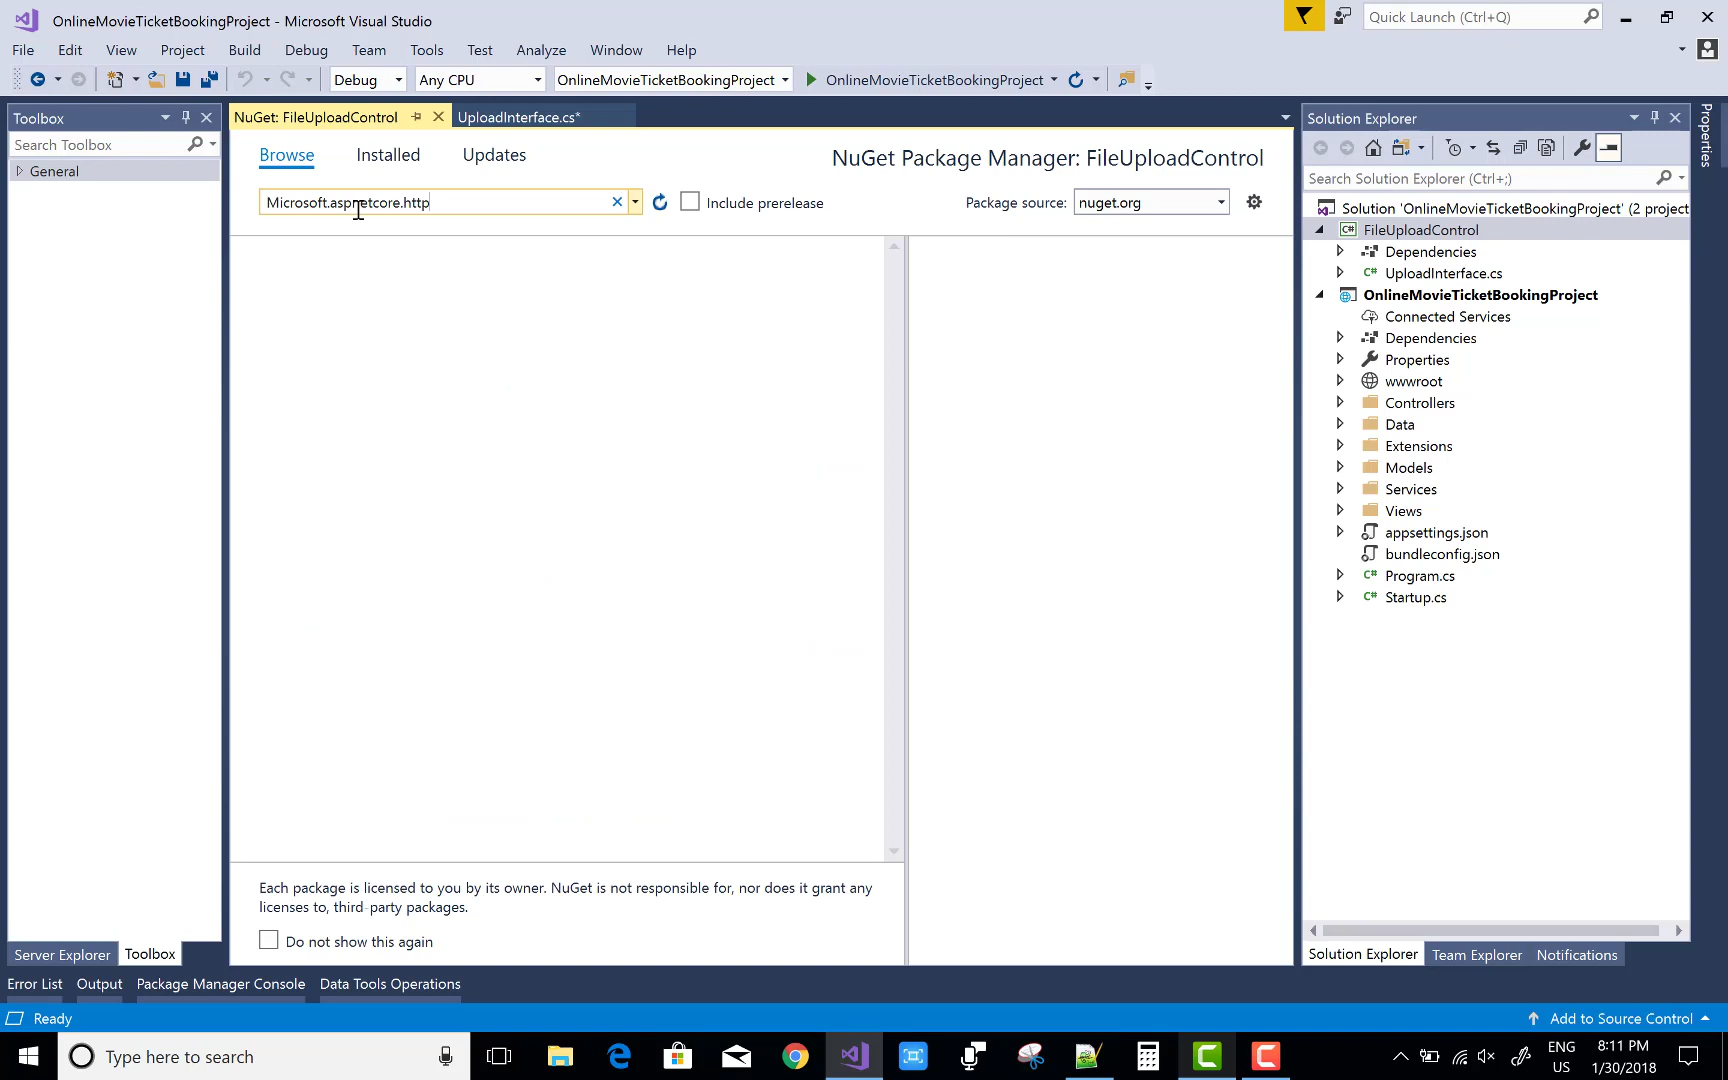 OnlineMovieTicketBookingProject - Microsoft Visual Studio
Quick Launch (Ctrl+Q)
File Edit View Project Build Debug Team Tools Test Analyze Window Help
Debug Any CPU OnlineMovieTicketBookingProject OnlineMovieTicketBookingProject
Toolbox
Search Toolbox
General
NuGet: FileUploadControl UploadInterface.cs*
Browse Installed Updates
NuGet Package Manager: FileUploadControl
Microsoft.aspnetcore.http
Include prerelease
Package source: nuget.org
Each package is licensed to you by its owner. NuGet is not responsible for, nor does it grant any
licenses to, third-party packages.
Do not show this again
Solution Explorer
Search Solution Explorer (Ctrl+;)
Solution 'OnlineMovieTicketBookingProject' (2 project
C# FileUploadControl
Dependencies
C# UploadInterface.cs
OnlineMovieTicketBookingProject
Connected Services
Dependencies
Properties
wwwroot
Controllers
Data
Extensions
Models
Services
Views
appsettings.json
bundleconfig.json
C# Program.cs
C# Startup.cs
Properties
Server Explorer Toolbox
Solution Explorer Team Explorer Notifications
Error List Output Package Manager Console Data Tools Operations
Ready
Add to Source Control
Type here to search
ENG
US
8:11 PM
1/30/2018